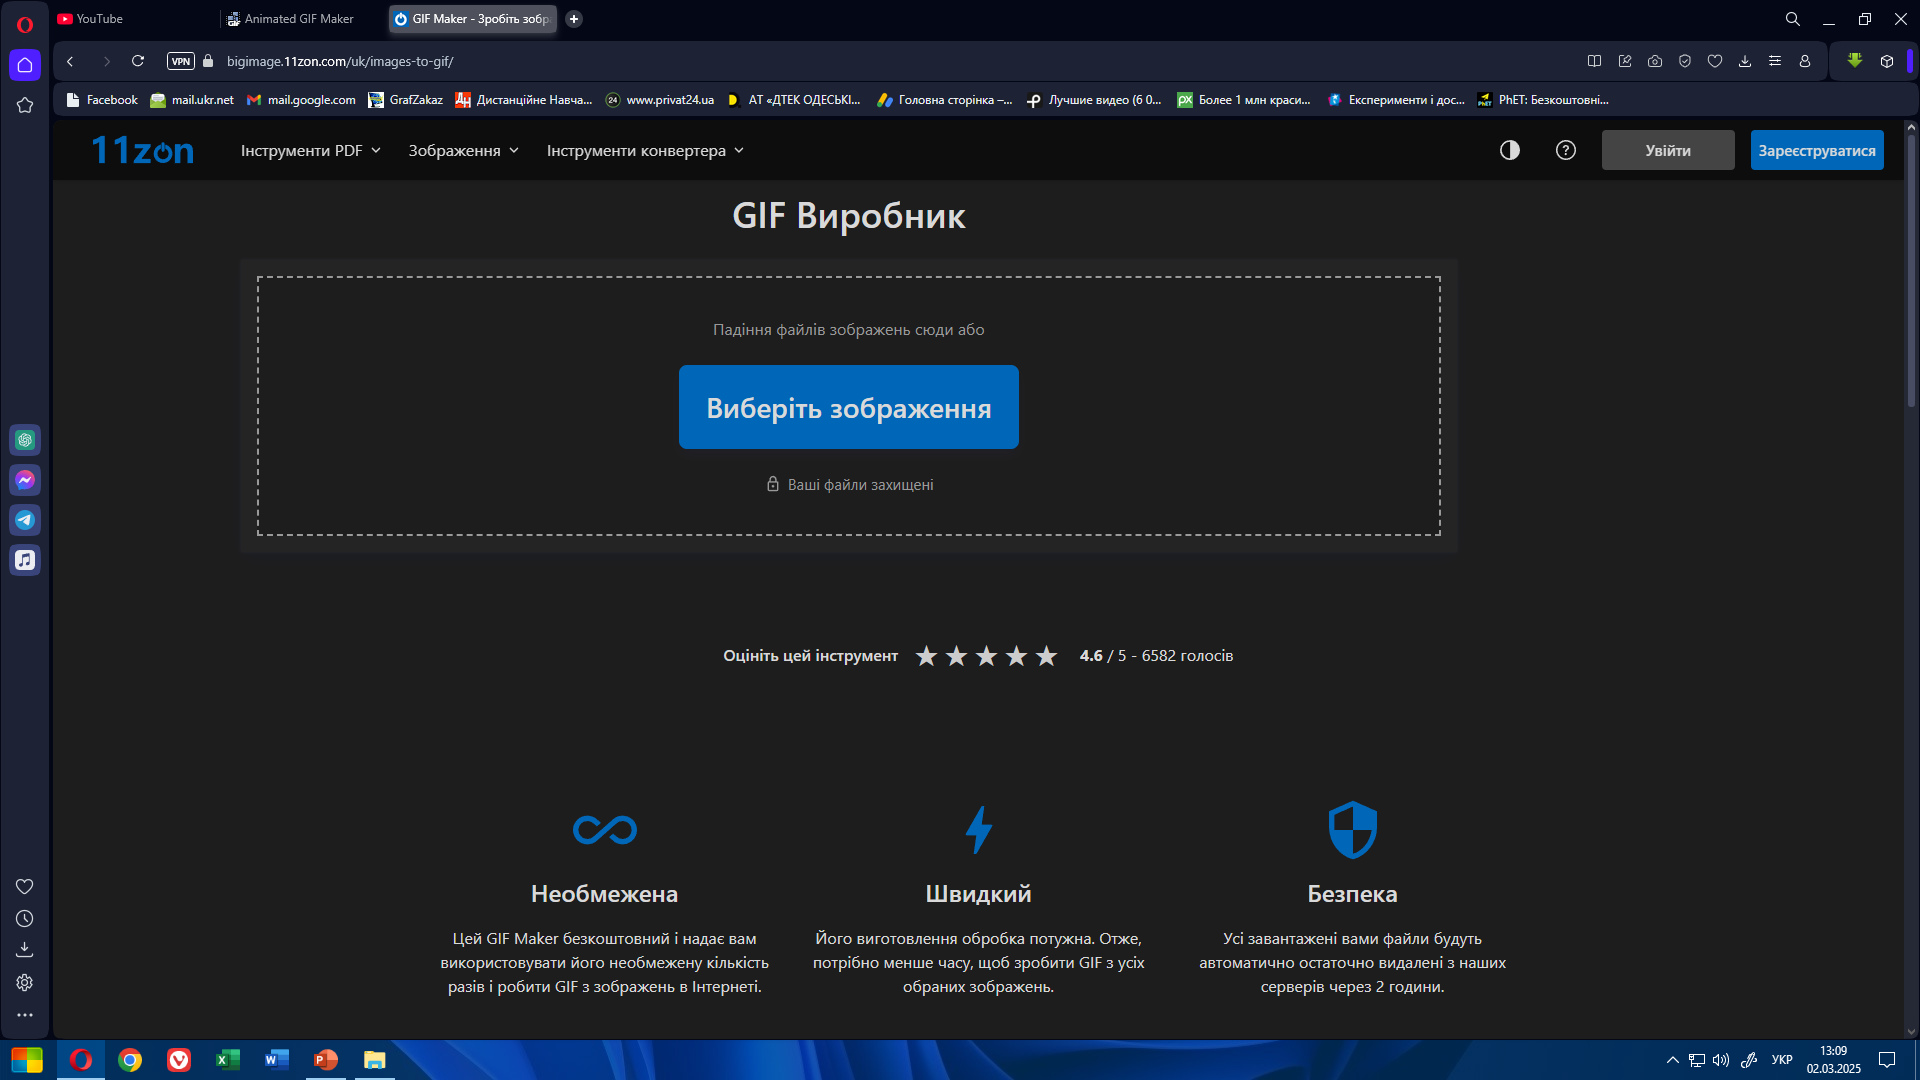 YouTube
Animated GIF Maker
GIF Maker - Зробіть зобр
VPN
bigimage.11zon.com/uk/images-to-gif/
Facebook
mail.ukr.net
mail.google.com
GrafZakaz
Дистанційне Навча...
www.privat24.ua
АТ «ДТЕК ОДЕСЬКІ...
Головна сторінка –...
Лучшие видео (6 0...
Более 1 млн краси...
Експерименти і дос...
PhET: Безкоштовні...
11zon
Інструменти PDF
Зображення
Інструменти конвертера
Увійти
Зареєструватися
GIF Виробник
Падіння файлів зображень сюди або
Виберіть зображення
Ваші файли захищені
Оцініть цей інструмент
4.6 / 5 - 6582 голосів
Необмежена
Цей GIF Maker безкоштовний і надає вам
використовувати його необмежену кількість
разів і робити GIF з зображень в Інтернеті.
Швидкий
Його виготовлення обробка потужна. Отже,
потрібно менше часу, щоб зробити GIF з усіх
обраних зображень.
Безпека
Усі завантажені вами файли будуть
автоматично остаточно видалені з наших
серверів через 2 години.
УКР
13:09
02.03.2025